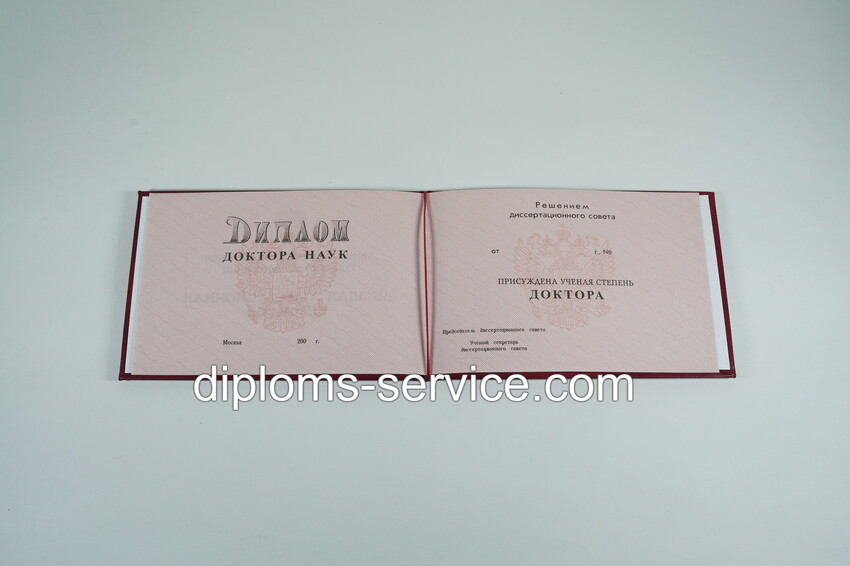 Диплом
ДОКТОРА НАУК
Москва 200 г.
Решением
диссертационного совета
от г. №
ПРИСУЖДЕНА УЧЕНАЯ СТЕПЕНЬ
ДОКТОРА
Председатель диссертационного совета
Ученый секретарь
диссертационного совета
diploms-service.com